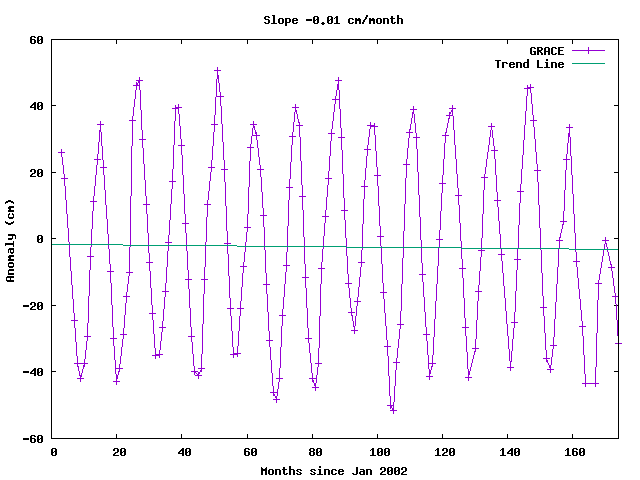 Slope -0.01 cm/month
60
40
20
0
-20
-40
-60
Anomaly (cm)
GRACE
Trend Line
0 20 40 60 80 100 120 140 160
Months since Jan 2002